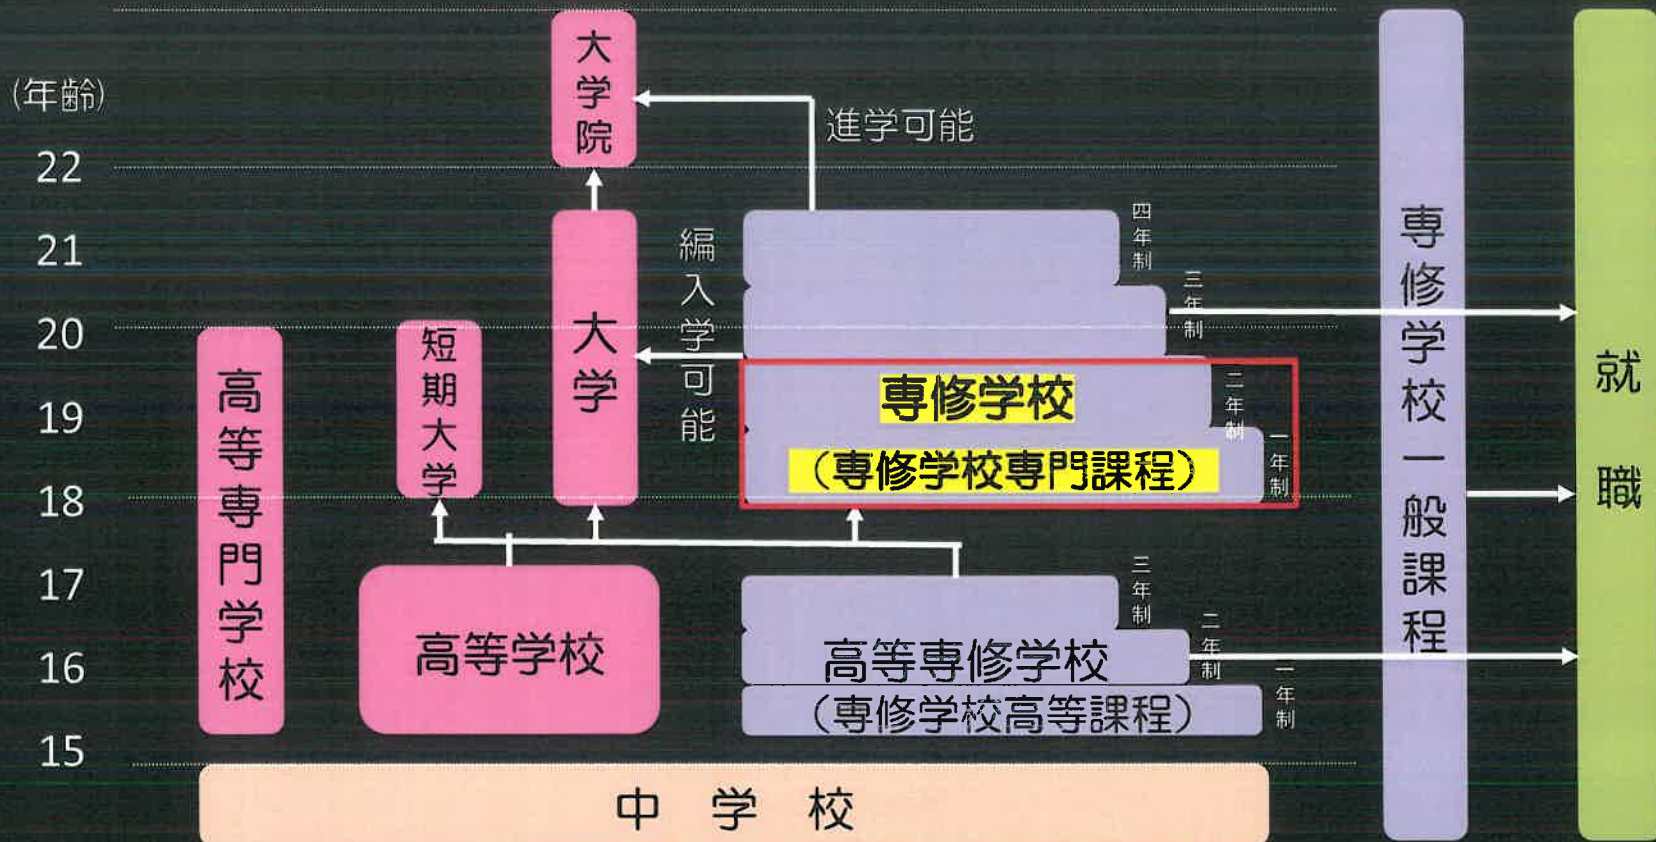 (年齢)
22
21
20
19
18
17
16
15
大学院
進学可能
大学
編入学可能
短期大学
高等専門学校
四年制
三年制
二年制
一年制
専修学校
（専修学校専門課程）
高等学校
三年制
二年制
一年制
高等専修学校
（専修学校高等課程）
中学校
専修学校一般課程
就職